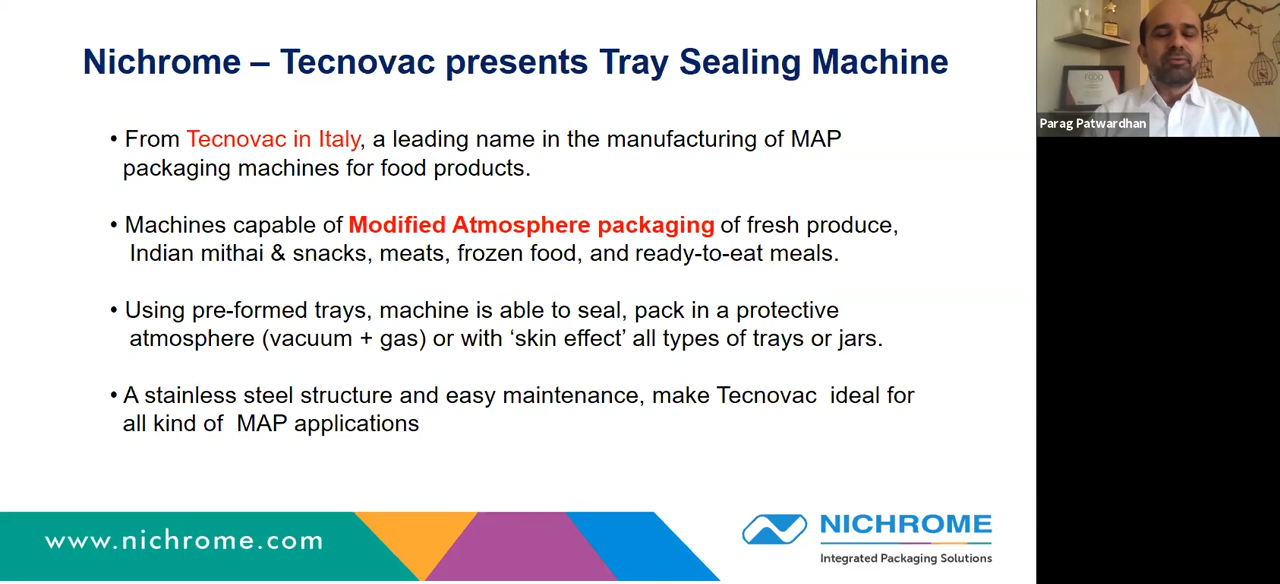 Nichrome – Tecnovac presents Tray Sealing Machine
• From Tecnovac in Italy, a leading name in the manufacturing of MAP
packaging machines for food products.
• Machines capable of Modified Atmosphere packaging of fresh produce,
Indian mithai & snacks, meats, frozen food, and ready-to-eat meals.
• Using pre-formed trays, machine is able to seal, pack in a protective
atmosphere (vacuum + gas) or with ‘skin effect’ all types of trays or jars.
• A stainless steel structure and easy maintenance, make Tecnovac  ideal for
all kind of  MAP applications
www.nichrome.com
NICHROME
Integrated Packaging Solutions
Parag Patwardhan